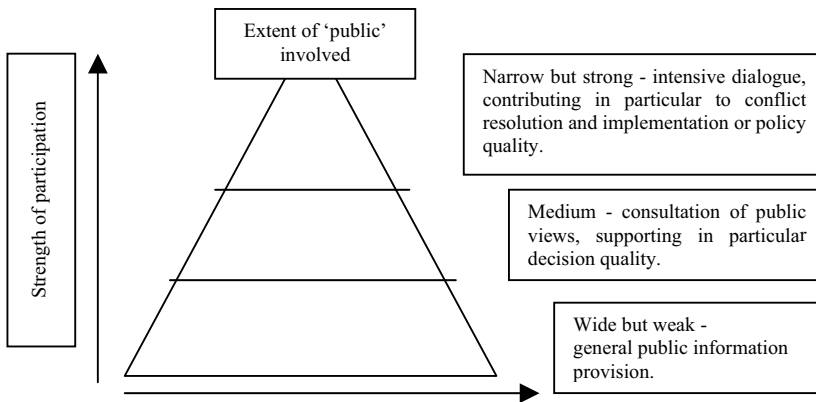 Extent of ‘public’
involved
Strength of participation
Narrow but strong - intensive dialogue,
contributing in particular to conflict
resolution and implementation or policy
quality.
Medium - consultation of public
views, supporting in particular
decision quality.
Wide but weak -
general public information
provision.